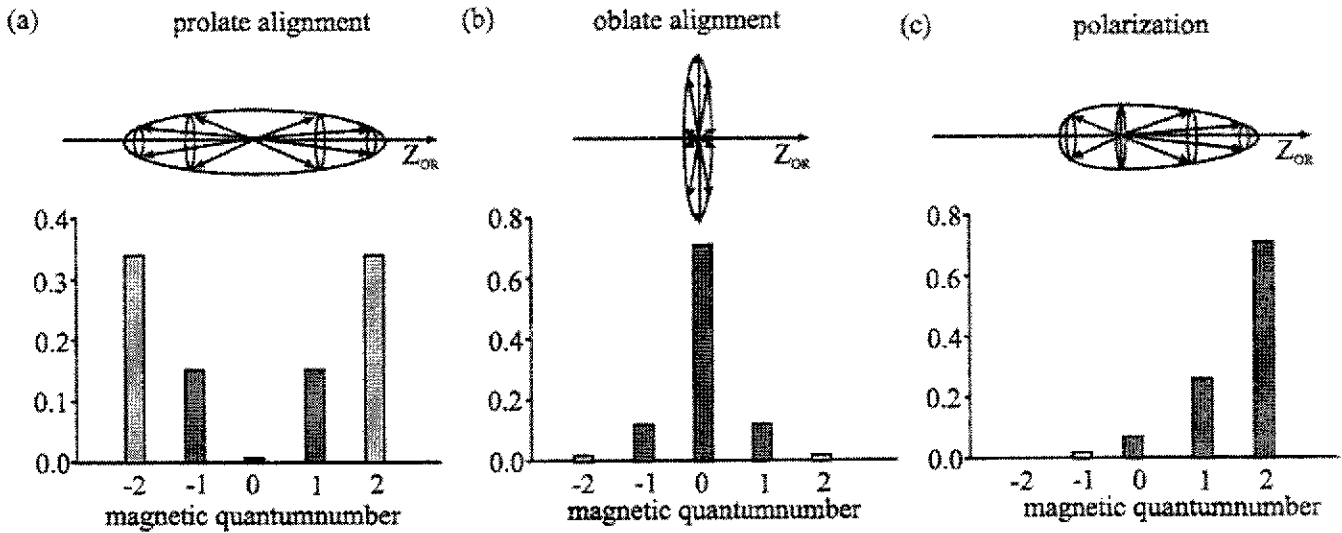 (a) prolate alignment
(b) oblate alignment
(c) polarization
Z_OR
Z_OR
Z_OR
0.4
0.3
0.2
0.1
0.0
-2 -1 0 1 2
magnetic quantumnumber
0.8
0.6
0.4
0.2
0.0
-2 -1 0 1 2
magnetic quantumnumber
0.8
0.6
0.4
0.2
0.0
-2 -1 0 1 2
magnetic quantumnumber